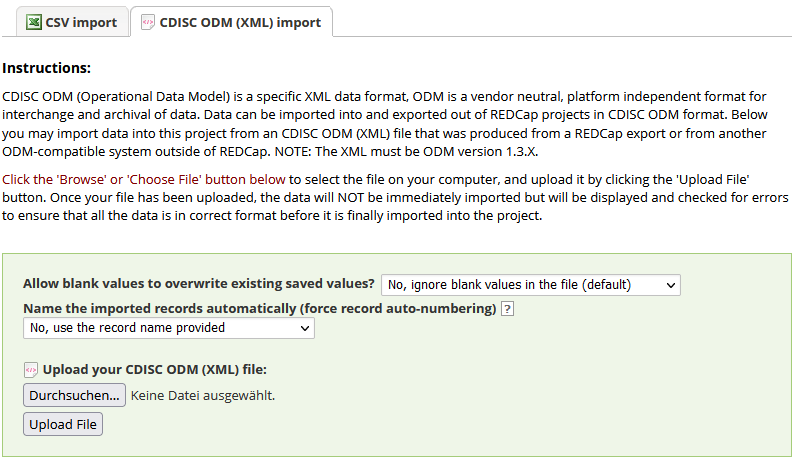 CSV import
CDISC ODM (XML) import
Instructions:
CDISC ODM (Operational Data Model) is a specific XML data format, ODM is a vendor neutral, platform independent format for
interchange and archival of data. Data can be imported into and exported out of REDCap projects in CDISC ODM format. Below
you may import data into this project from an CDISC ODM (XML) file that was produced from a REDCap export or from another
ODM-compatible system outside of REDCap. NOTE: The XML must be ODM version 1.3.X.
Click the 'Browse' or 'Choose File' button below to select the file on your computer, and upload it by clicking the 'Upload File'
button. Once your file has been uploaded, the data will NOT be immediately imported but will be displayed and checked for errors
to ensure that all the data is in correct format before it is finally imported into the project.
Allow blank values to overwrite existing saved values? No, ignore blank values in the file (default)
Name the imported records automatically (force record auto-numbering) ?
No, use the record name provided
Upload your CDISC ODM (XML) file:
Durchsuchen... Keine Datei ausgewählt.
Upload File